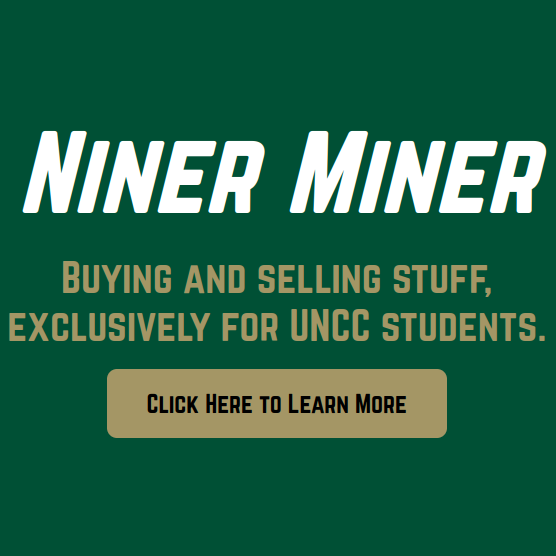 Niner Miner
Buying and selling stuff,
exclusively for UNCC students.
Click Here to Learn More